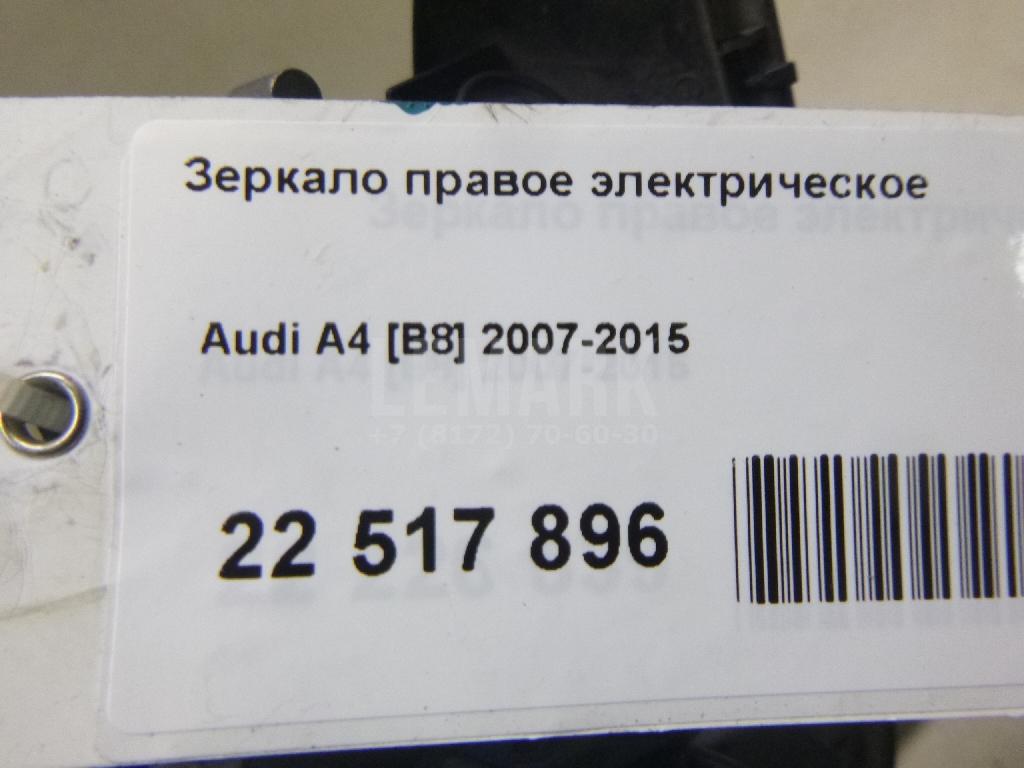 Зеркало правое электрическое
Audi A4 [B8] 2007-2015
LEMARK
+7 (8172) 70-60-30
22 517 896